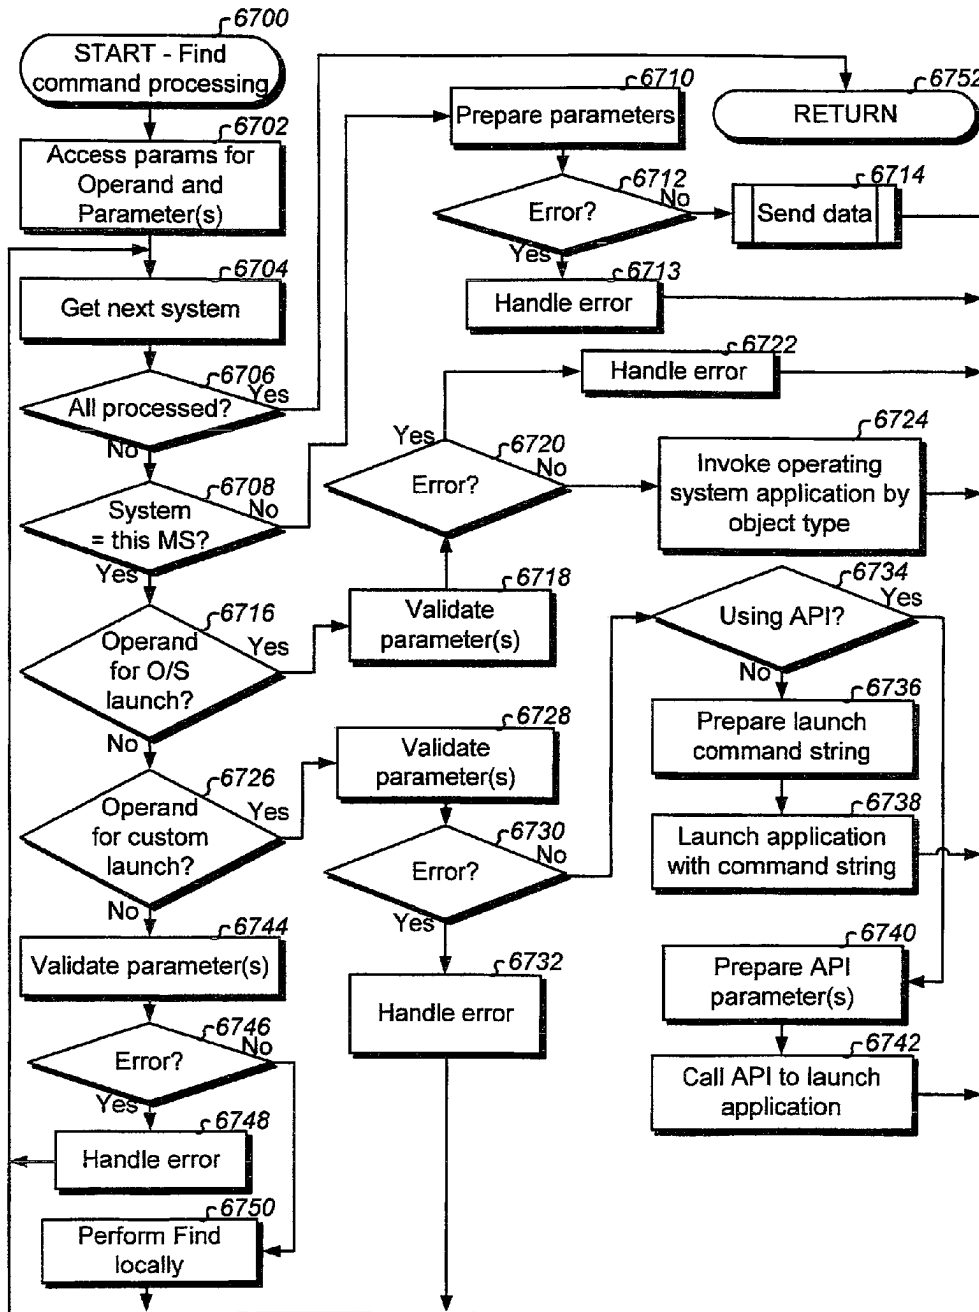 6700
START - Find
command processing
6702
Access params for
Operand and
Parameter(s)
6704
Get next system
6706
All processed?
Yes
No
6708
System
= this MS?
No
Yes
6716
Operand
for O/S
launch?
Yes
No
6726
Operand
for custom
launch?
Yes
No
6744
Validate parameter(s)
6746
Error?
No
Yes
6748
Handle error
6750
Perform Find
locally
6710
Prepare parameters
6712
Error?
No
Yes
6713
Handle error
6714
Send data
6752
RETURN
6722
Handle error
6720
Error?
Yes
No
6718
Validate
parameter(s)
6724
Invoke operating
system application by
object type
6728
Validate
parameter(s)
6730
Error?
No
Yes
6732
Handle error
6734
Using API?
Yes
No
6736
Prepare launch
command string
6738
Launch application
with command string
6740
Prepare API
parameter(s)
6742
Call API to launch
application